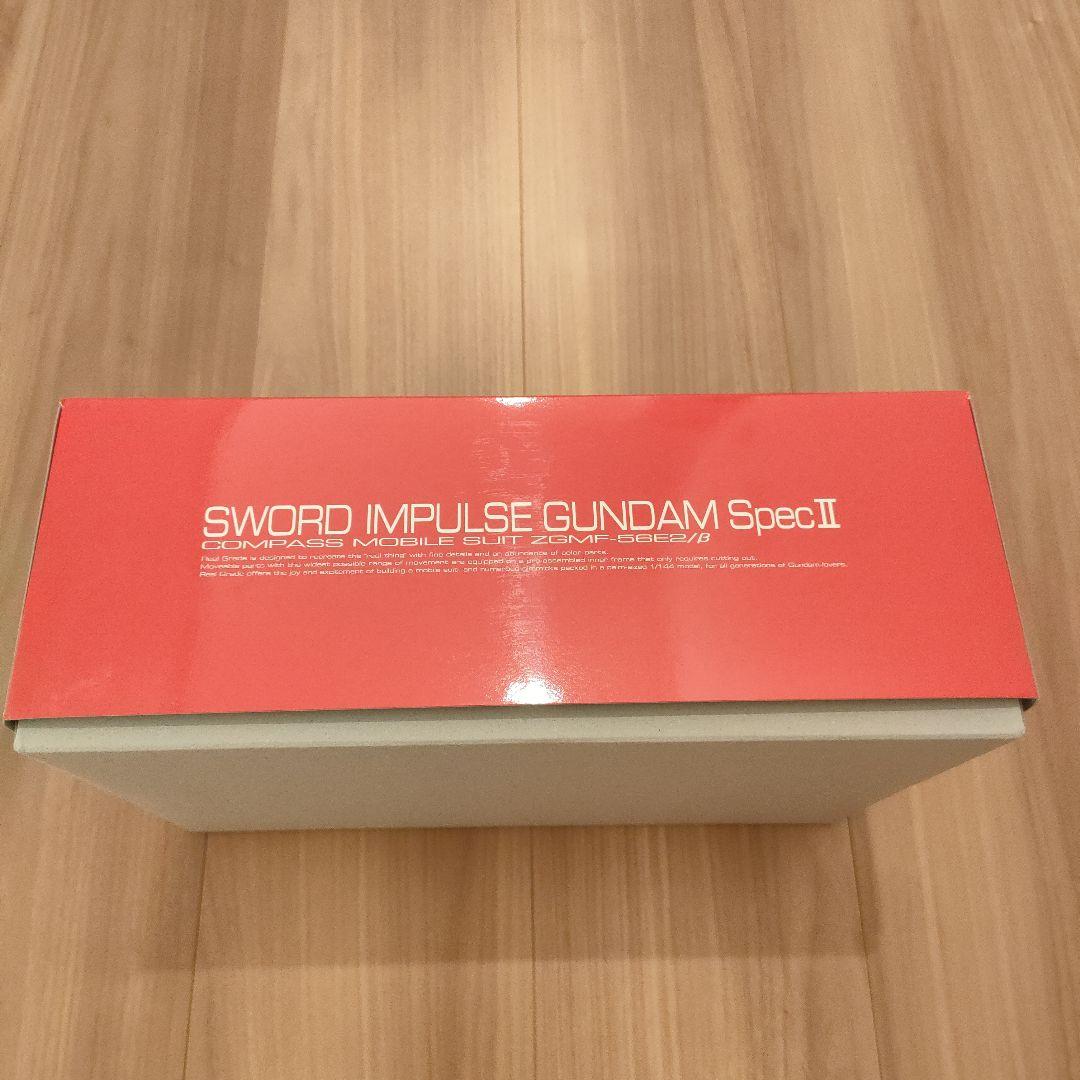 SWORD IMPULSE GUNDAM SpecⅡ
COMPASS MOBILE SUIT ZGMF-56E2/β
Real Grade is designed to recreate the "real thing" with fine details and an abundance of color parts.
Moveable parts with the widest possible range of movement are equipped on a pre-assembled inner frame that only requires cutting out.
Real Grade offers the joy and excitement of building a mobile suit, and numerous gimmicks packed in a palm-sized 1/144 model, for all generations of Gundam-lovers.